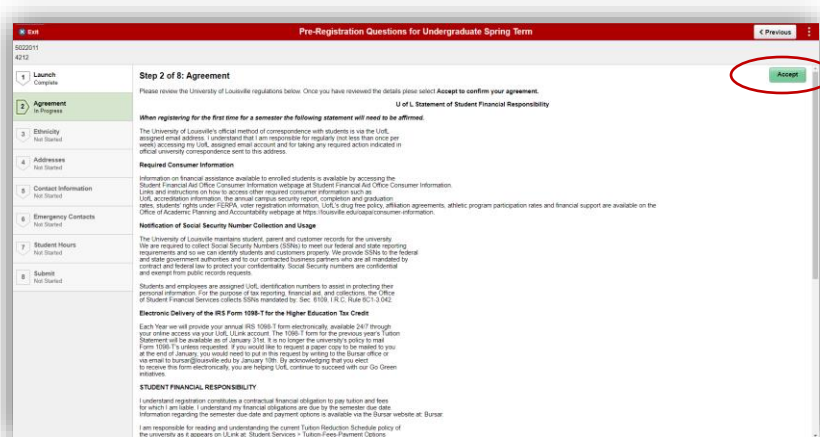 Exit
Pre-Registration Questions for Undergraduate Spring Term
Previous
5022011
4212
1 Launch
Complete
2 Agreement
In Progress
3 Ethnicity
Not Started
4 Addresses
Not Started
5 Contact Information
Not Started
6 Emergency Contacts
Not Started
7 Student Hours
Not Started
8 Submit
Not Started
Step 2 of 8: Agreement
Accept
Please review the University of Louisville regulations below. Once you have reviewed the details please select Accept to confirm your agreement.
U of L Statement of Student Financial Responsibility
When registering for the first time for a semester the following statement will need to be affirmed.
The University of Louisville's official method of correspondence with students is via the UofL
assigned email address. I understand that I am responsible for regularly (not less than once per
week) accessing my UofL assigned email account and for taking any required action indicated in
official university correspondence sent to this address.
Required Consumer Information
Information on financial assistance available to enrolled students is available by accessing the
Student Financial Aid Office Consumer Information webpage at Student Financial Aid Office Consumer Information.
Links and instructions on how to access other required consumer information such as
UofL accreditation information, the annual campus security report, completion and graduation
rates, students' rights under FERPA, voter registration information, UofL's drug free policy, affiliation agreements, athletic program participation rates and financial support are available on the
Office of Academic Planning and Accountability webpage at https://louisville.edu/oapa/consumer-information.
Notification of Social Security Number Collection and Usage
The University of Louisville maintains student, parent and customer records for the university.
We are required to collect Social Security Numbers (SSNs) to meet our federal and state reporting
requirements and so we can identify students and customers properly. We provide SSNs to the federal
and state government authorities and to our contracted business partners who are all mandated by
contract and federal law to protect your confidentiality. Social Security numbers are confidential
and exempt from public records requests.
Students and employees are assigned UofL identification numbers to assist in protecting their
personal information. For the purpose of tax reporting, financial aid, and collections, the Office
of Student Financial Services collects SSNs mandated by: Sec. 6109, I.R.C, Rule 6C1-3.042.
Electronic Delivery of the IRS Form 1098-T for the Higher Education Tax Credit
Each Year we will provide your annual IRS 1098-T form electronically, available 24/7 through
your online access via your UofL ULink account. The 1098-T form for the previous year's Tuition
Statement will be available as of January 31st. It is no longer the university's policy to mail
Form 1098-T's unless requested. If you would like to request a paper copy to be mailed to you
at the end of January, you would need to put in this request by writing to the Bursar office or
via email to bursar@louisville.edu by January 10th. By acknowledging that you elect
to receive this form electronically, you are helping UofL continue to succeed with our Go Green
initiatives.
STUDENT FINANCIAL RESPONSIBILITY
I understand registration constitutes a contractual financial obligation to pay tuition and fees
for which I am liable. I understand my financial obligations are due by the semester due date.
Information regarding the semester due date and payment options is available via the Bursar website at: Bursar.
I am responsible for reading and understanding the current Tuition Reduction Schedule policy of
the university as it appears on ULink at: Student Services > Tuition-Fees-Payment Options